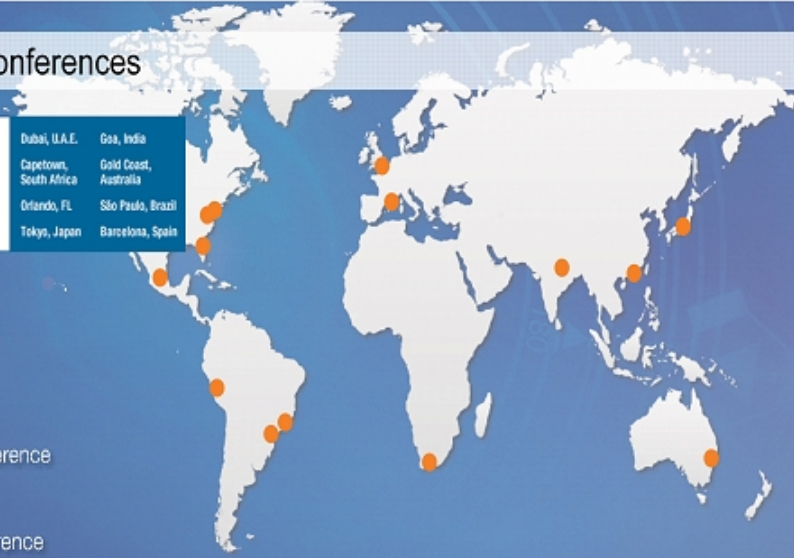 onferences
Dubai, U.A.E.
Goa, India
Capetown,
South Africa
Gold Coast,
Australia
Orlando, FL
São Paulo, Brazil
Tokyo, Japan
Barcelona, Spain
erence
rence